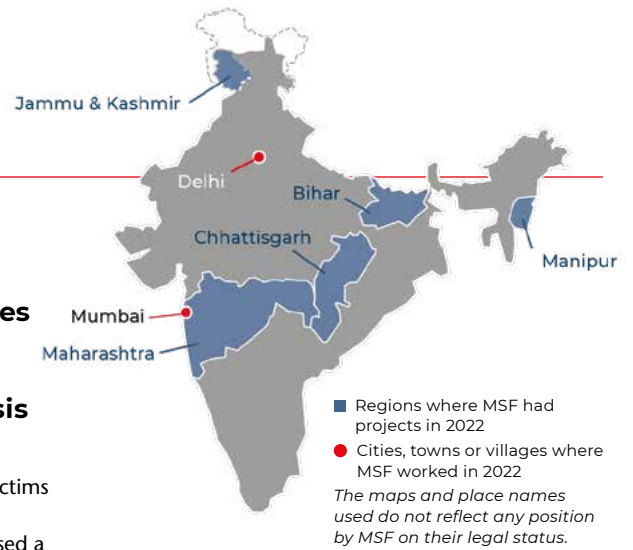 Jammu & Kashmir
Delhi
Bihar
Chhattisgarh
Manipur
Mumbai
Maharashtra
es
sis
ctims
sed a
Regions where MSF had
projects in 2022
Cities, towns or villages where
MSF worked in 2022
The maps and place names
used do not reflect any position
by MSF on their legal status.